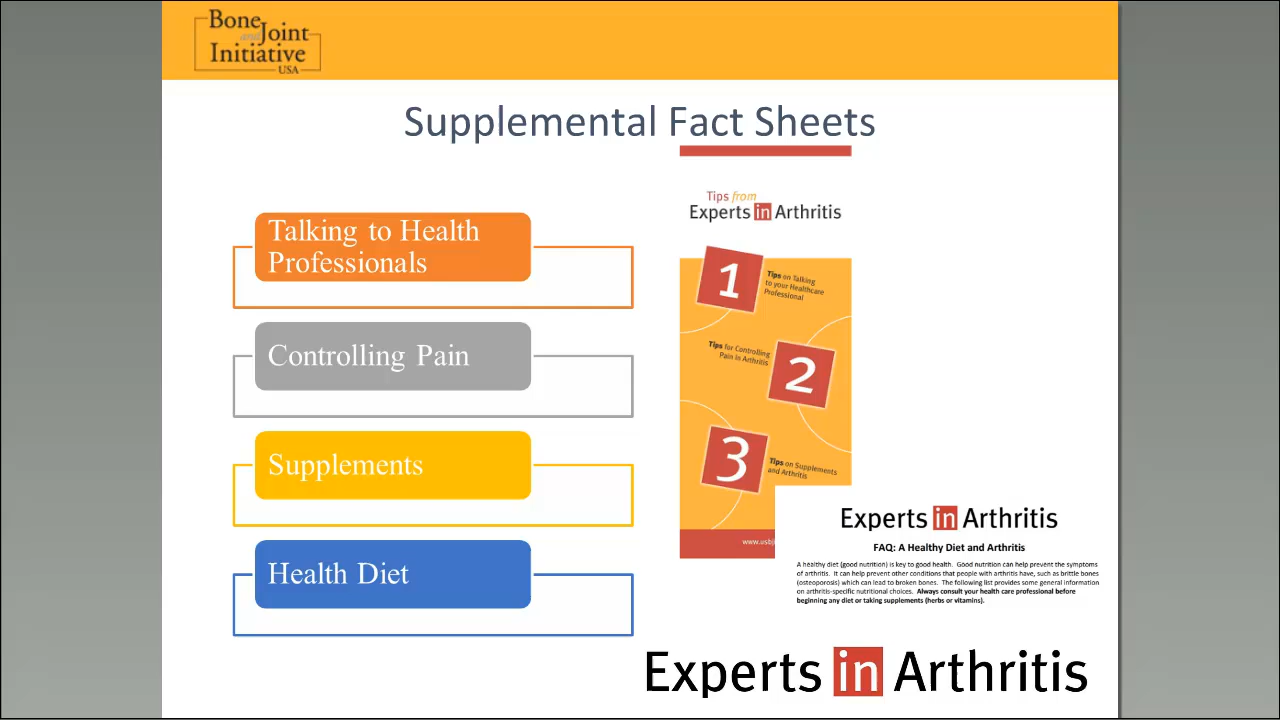 Bone
and Joint
Initiative
USA
Supplemental Fact Sheets
Talking to Health
Professionals
Controlling Pain
Supplements
Health Diet
Tips from
Experts in Arthritis
1
Tips on Talking
to your Healthcare
Professional
Tips for Controlling
Pain in Arthritis
2
3
Tips on Supplements
and Arthritis
www.usbj
Experts in Arthritis
FAQ: A Healthy Diet and Arthritis
A healthy diet (good nutrition) is key to good health. Good nutrition can help prevent the symptoms
of arthritis. It can help prevent other conditions that people with arthritis have, such as brittle bones
(osteoporosis) which can lead to broken bones. The following list provides some general information
on arthritis-specific nutritional choices. Always consult your health care professional before
beginning any diet or taking supplements (herbs or vitamins).
Experts in Arthritis